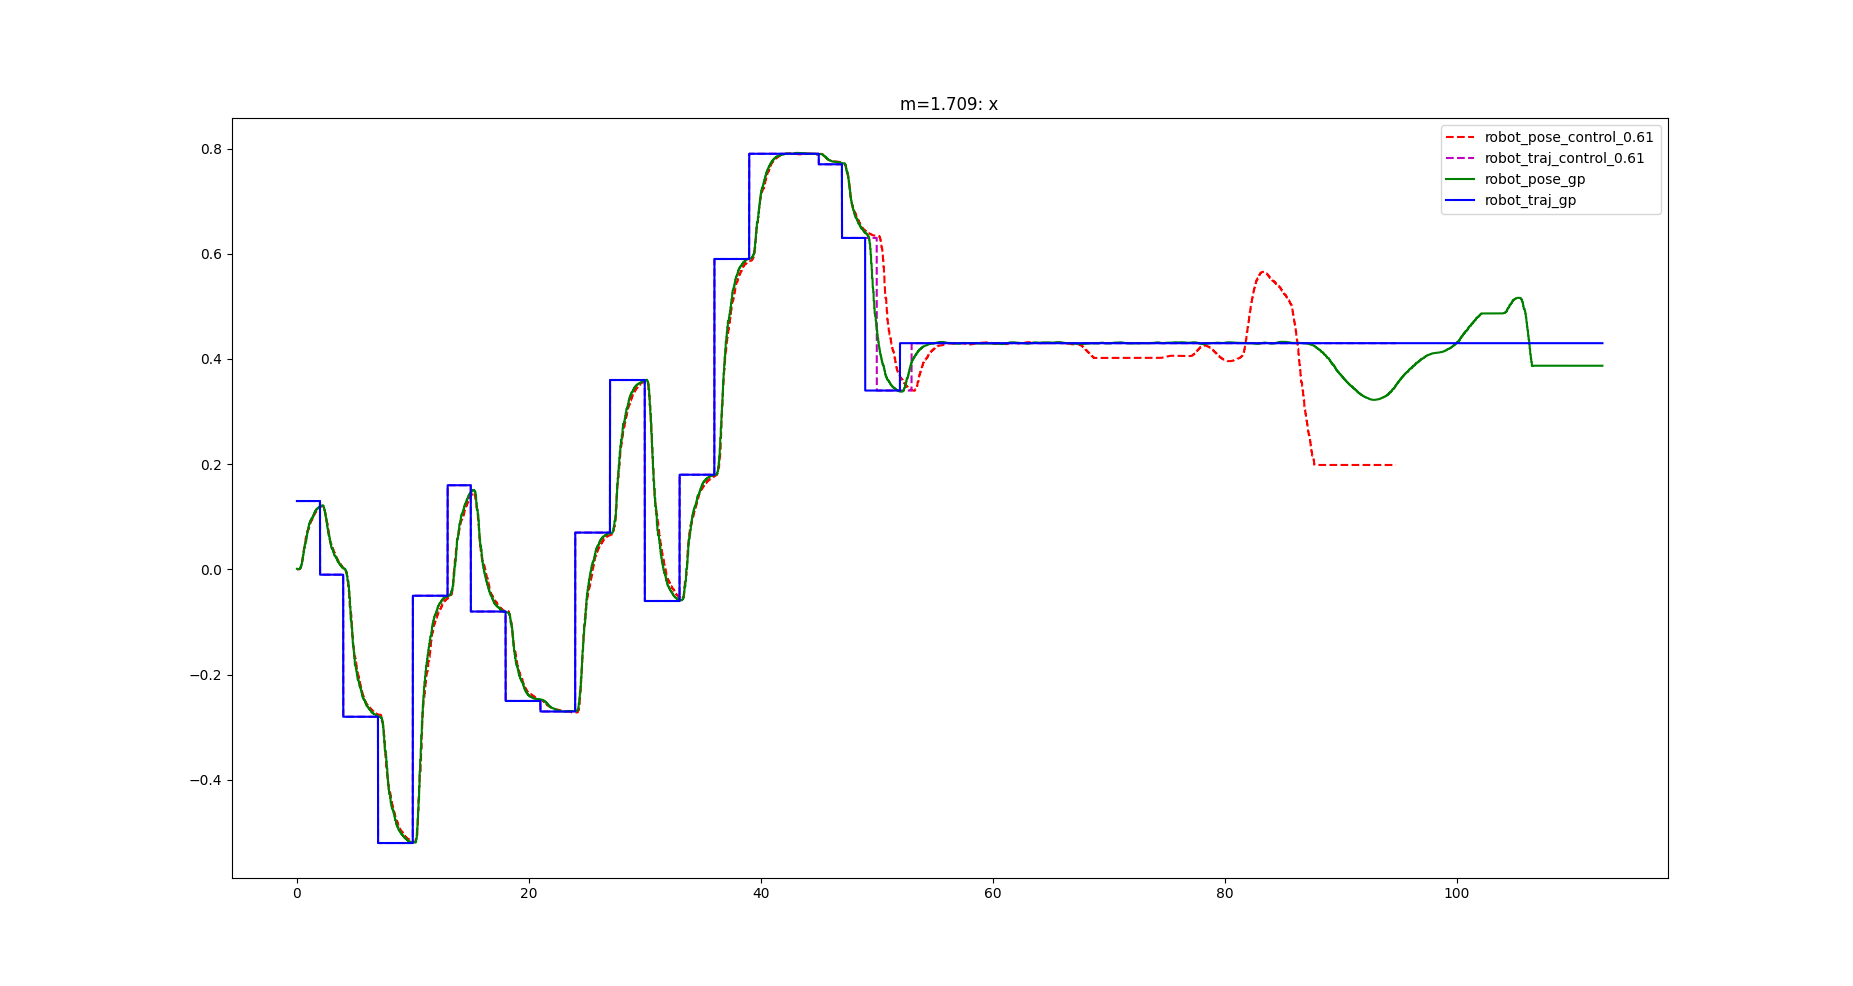 m=1.709: x
robot_pose_control_0.61
robot_traj_control_0.61
robot_pose_gp
robot_traj_gp
0.8
0.6
0.4
0.2
0.0
−0.2
−0.4
0 20 40 60 80 100